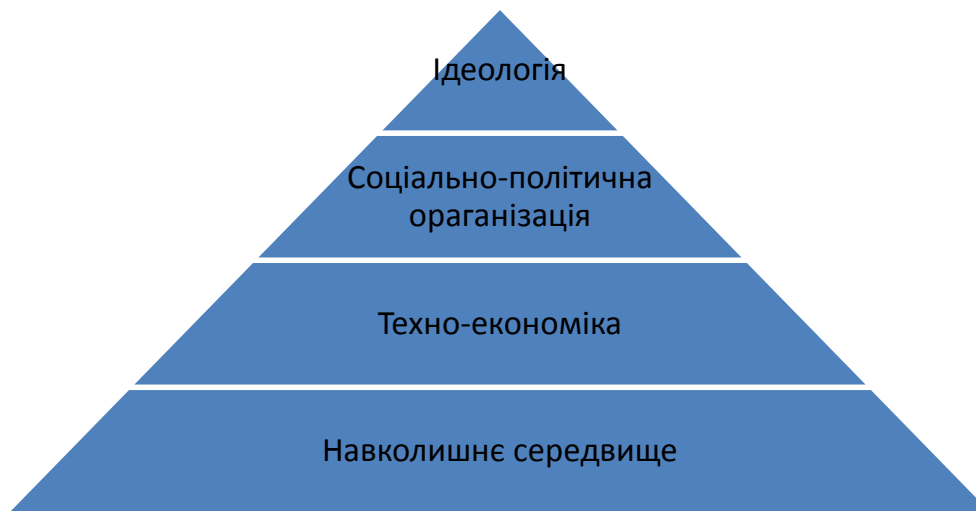 Ідеологія
Соціально-політична
ораганізація
Техно-економіка
Навколишнє середвище